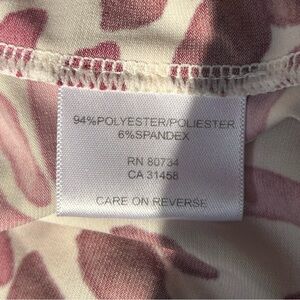 94%POLYESTER/POLIESTER
6%SPANDEX
RN 80734
CA 31458
CARE ON REVERSE